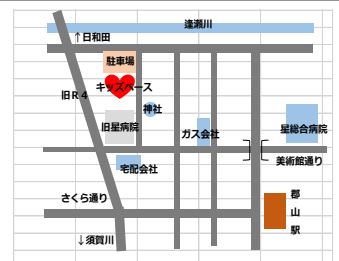 逢瀬川
↑日和田
駐車場
キッズベース
旧R4
神社
旧星病院
ガス会社
星総合病院
美術館通り
宅配会社
さくら通り
郡山駅
↓須賀川